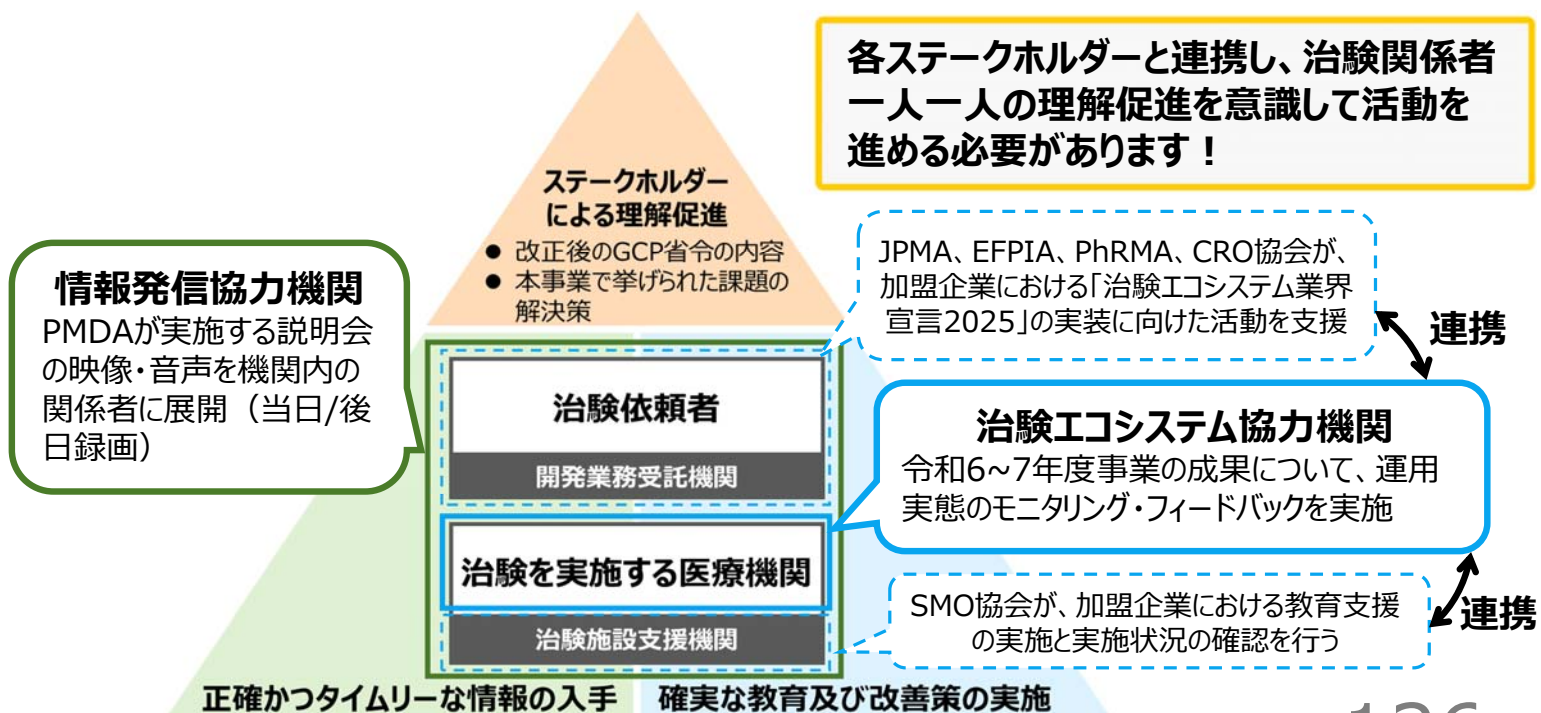 各ステークホルダーと連携し、治験関係者
一人一人の理解促進を意識して活動を
進める必要があります！
ステークホルダー
による理解促進
● 改正後のGCP省令の内容
● 本事業で挙げられた課題の
解決策
情報発信協力機関
PMDAが実施する説明会
の映像・音声を機関内の
関係者に展開（当日/後
日録画）
JPMA、EFPIA、PhRMA、CRO協会が、
加盟企業における「治験エコシステム業界
宣言2025」の実装に向けた活動を支援
連携
治験依頼者
開発業務受託機関
治験エコシステム協力機関
令和6~7年度事業の成果について、運用
実態のモニタリング・フィードバックを実施
治験を実施する医療機関
治験施設支援機関
SMO協会が、加盟企業における教育支援
の実施と実施状況の確認を行う
連携
正確かつタイムリーな情報の入手
確実な教育及び改善策の実施